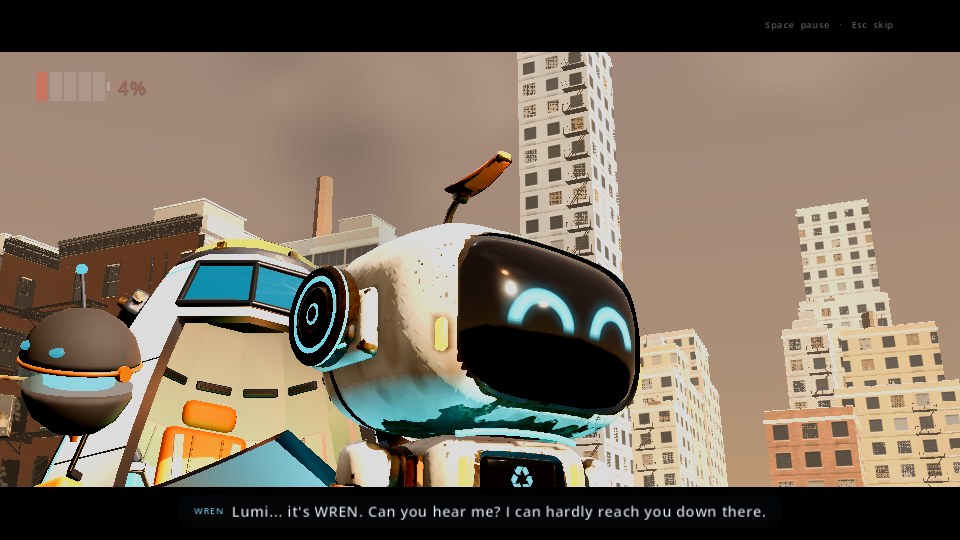 Space pause · Esc skip
4%
WREN Lumi... it's WREN. Can you hear me? I can hardly reach you down there.